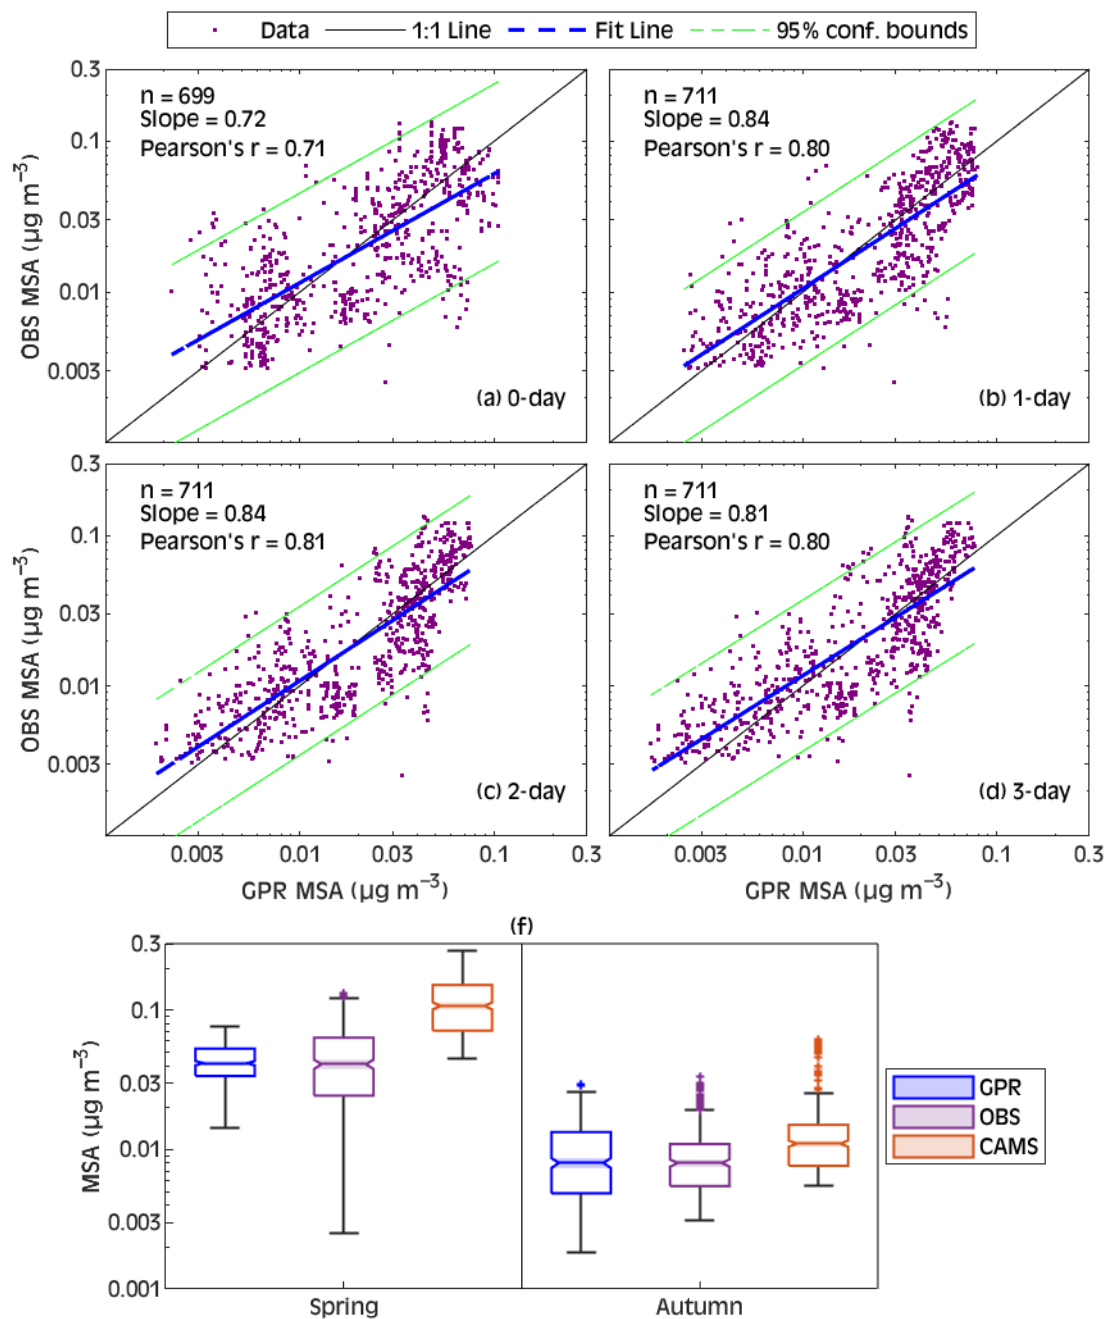 Data 1:1 Line Fit Line 95% conf. bounds
0.3
0.1
0.03
0.01
0.003
OBS MSA (µg m⁻³)
n = 699
Slope = 0.72
Pearson's r = 0.71
(a) 0-day
n = 711
Slope = 0.84
Pearson's r = 0.80
(b) 1-day
0.3
0.1
0.03
0.01
0.003
OBS MSA (µg m⁻³)
n = 711
Slope = 0.84
Pearson's r = 0.81
(c) 2-day
0.003 0.01 0.03 0.1 0.3
GPR MSA (µg m⁻³)
n = 711
Slope = 0.81
Pearson's r = 0.80
(d) 3-day
0.003 0.01 0.03 0.1 0.3
GPR MSA (µg m⁻³)
(f)
0.3
0.1
0.03
0.01
0.003
0.001
MSA (µg m⁻³)
Spring Autumn
GPR
OBS
CAMS